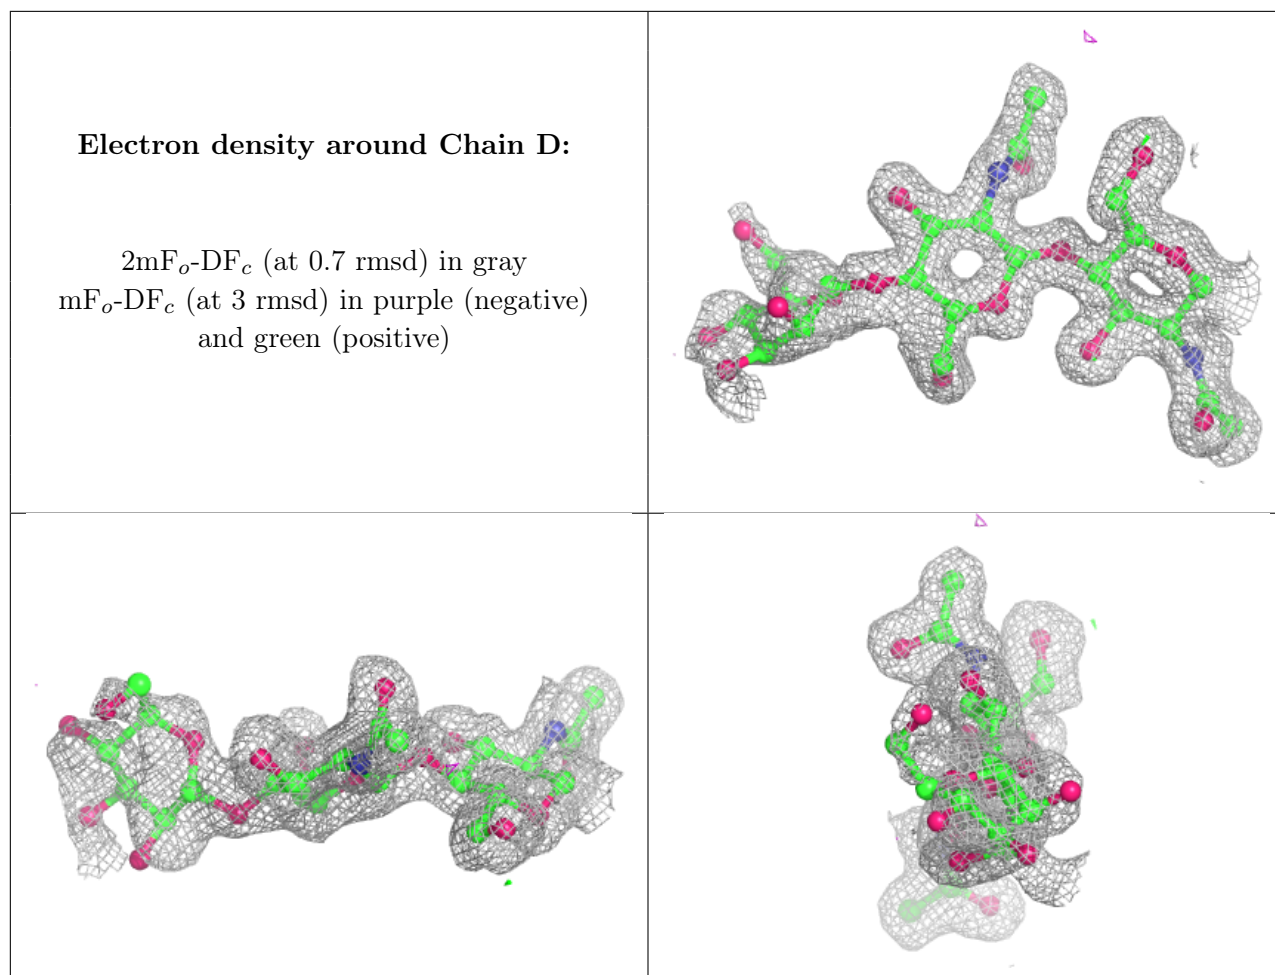 Electron density around Chain D:
2mFo-DFc (at 0.7 rmsd) in gray
mFo-DFc (at 3 rmsd) in purple (negative)
and green (positive)